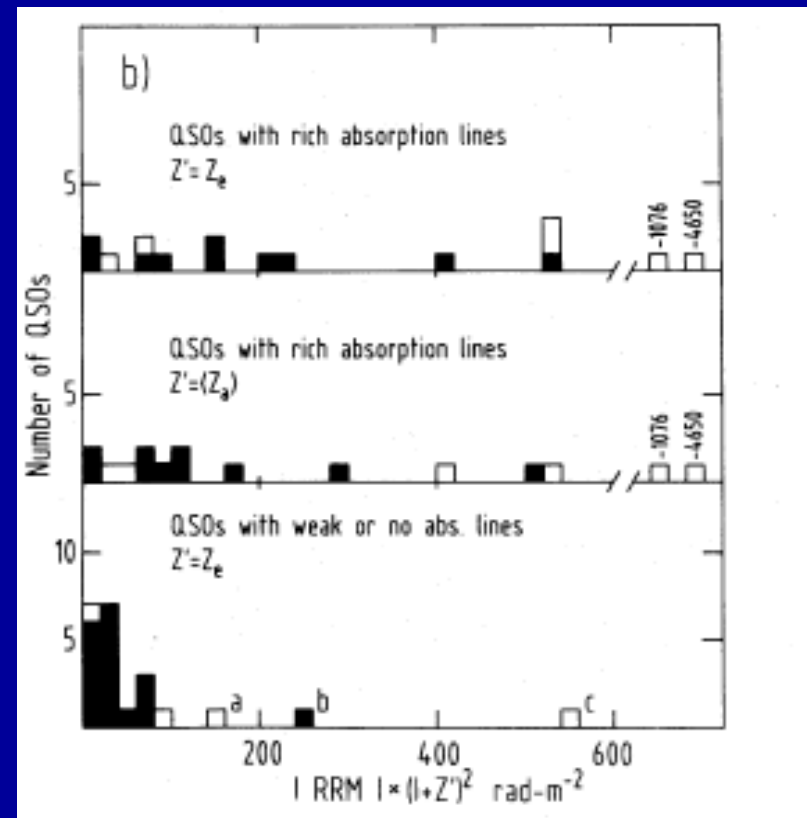 b)
QSOs with rich absorption lines
Z'= Ze
5
-1076
-4650
QSOs with rich absorption lines
Z'=(Za)
5
-1076
-4650
QSOs with weak or no abs. lines
Z'=Ze
10
5
a
b
c
200
400
600
Number of QSOs
| RRM |×(1+Z')² rad-m⁻²